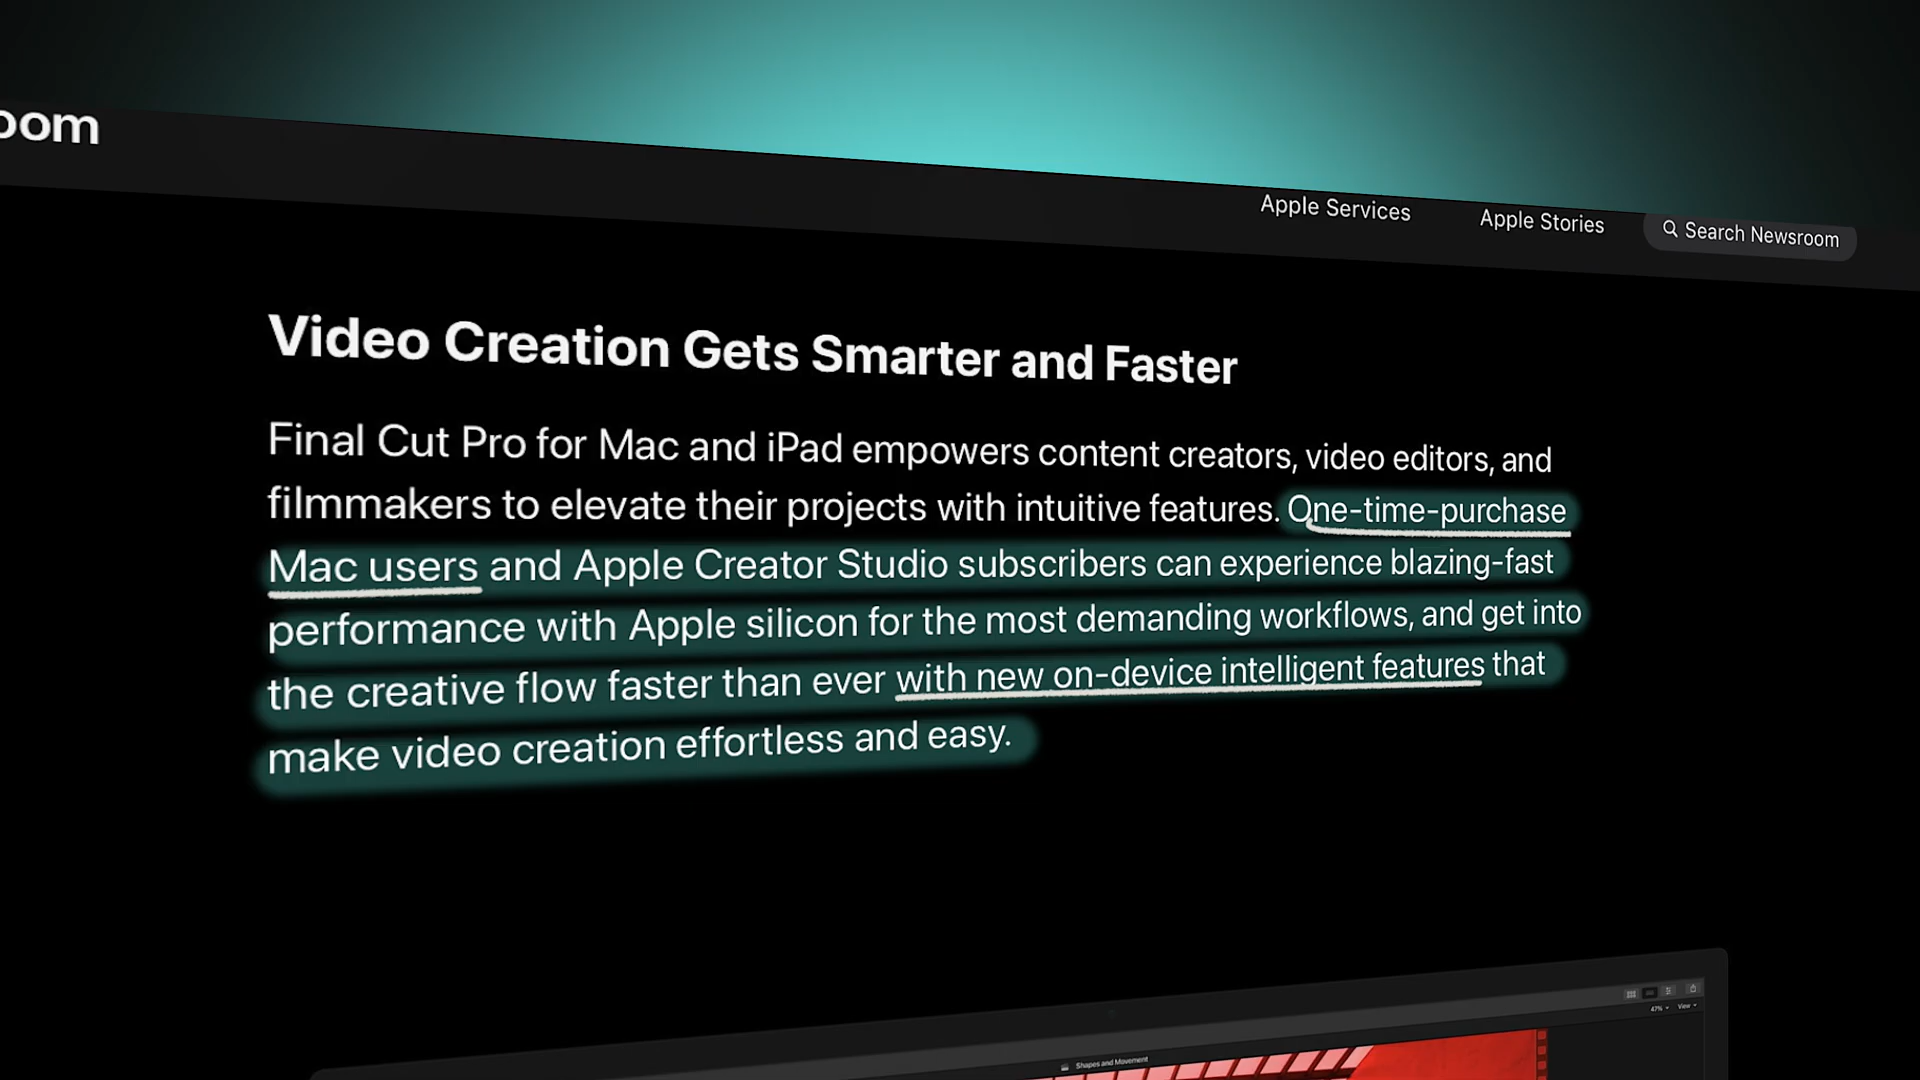 oom
Apple Services
Apple Stories
Search Newsroom
Video Creation Gets Smarter and Faster
Final Cut Pro for Mac and iPad empowers content creators, video editors, and
filmmakers to elevate their projects with intuitive features. One-time-purchase
Mac users and Apple Creator Studio subscribers can experience blazing-fast
performance with Apple silicon for the most demanding workflows, and get into
the creative flow faster than ever with new on-device intelligent features that
make video creation effortless and easy.
47% View
Shapes and Movement